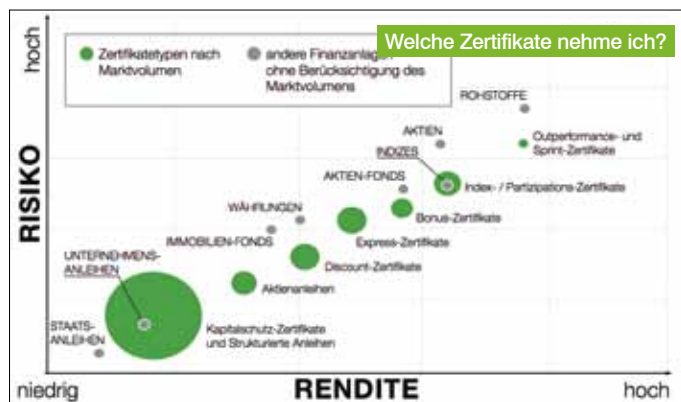 Welche Zertifikate nehme ich?
hoch
Zertifikatetypen nach
Marktvolumen
andere Finanzanlagen
ohne Berücksichtigung des
Marktvolumens
ROHSTOFFE
AKTIEN
Outperformance- und
Sprint-Zertifikate
INDIZES
AKTIEN-FONDS
Index- / Partizipations-Zertifikate
RISIKO
WÄHRUNGEN
Bonus-Zertifikate
IMMOBILIEN-FONDS
Express-Zertifikate
UNTERNEHMENS-
ANLEIHEN
Discount-Zertifikate
Aktienanleihen
STAATS-
ANLEIHEN
Kapitalschutz-Zertifikate
und Strukturierte Anleihen
niedrig
RENDITE
hoch